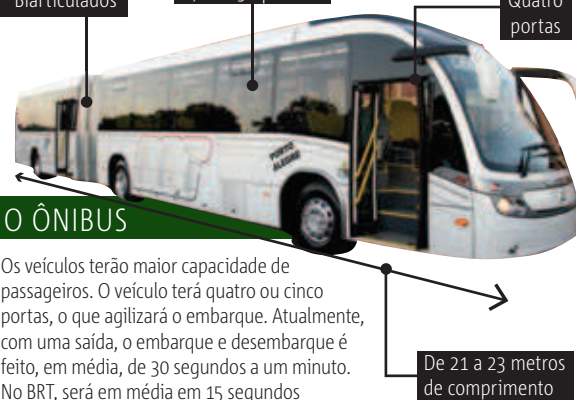 Biarticulados
Quatro
portas
PORTO
ALEGRE
O ÔNIBUS
Os veículos terão maior capacidade de
passageiros. O veículo terá quatro ou cinco
portas, o que agilizará o embarque. Atualmente,
com uma saída, o embarque e desembarque é
feito, em média, de 30 segundos a um minuto.
No BRT, será em média em 15 segundos
De 21 a 23 metros
de comprimento